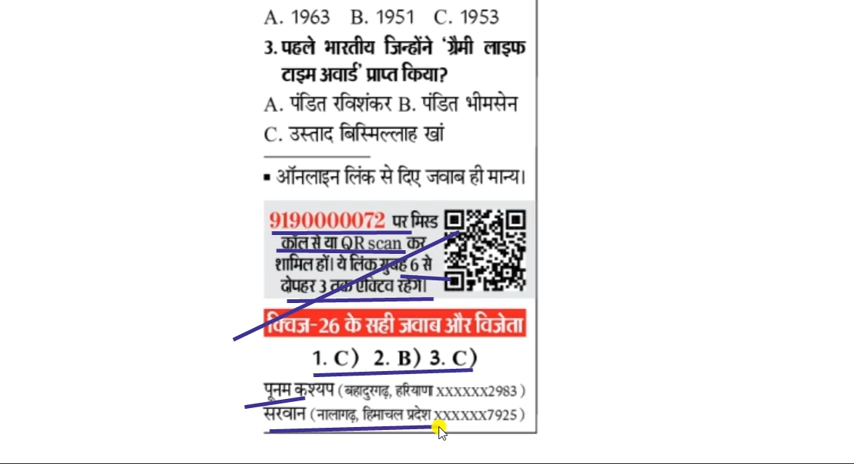 A. 1963 B. 1951 C. 1953
3. पहले भारतीय जिन्होंने 'ग्रैमी लाइफ
टाइम अवार्ड' प्राप्त किया?
A. पंडित रविशंकर B. पंडित भीमसेन
C. उस्ताद बिस्मिल्लाह खां
▪ ऑनलाइन लिंक से दिए जवाब ही मान्य।
9190000072 पर मिस्ड
कॉल से या QR scan कर
शामिल हों। ये लिंक सुबह 6 से
दोपहर 3 तक एक्टिव रहेगी।
क्विज-26 के सही जवाब और विजेता
1. C) 2. B) 3. C)
पूनम कश्यप (बहादुरगढ़, हरियाणा xxxxxx2983)
सरवान (नालागढ़, हिमाचल प्रदेश xxxxxx7925)